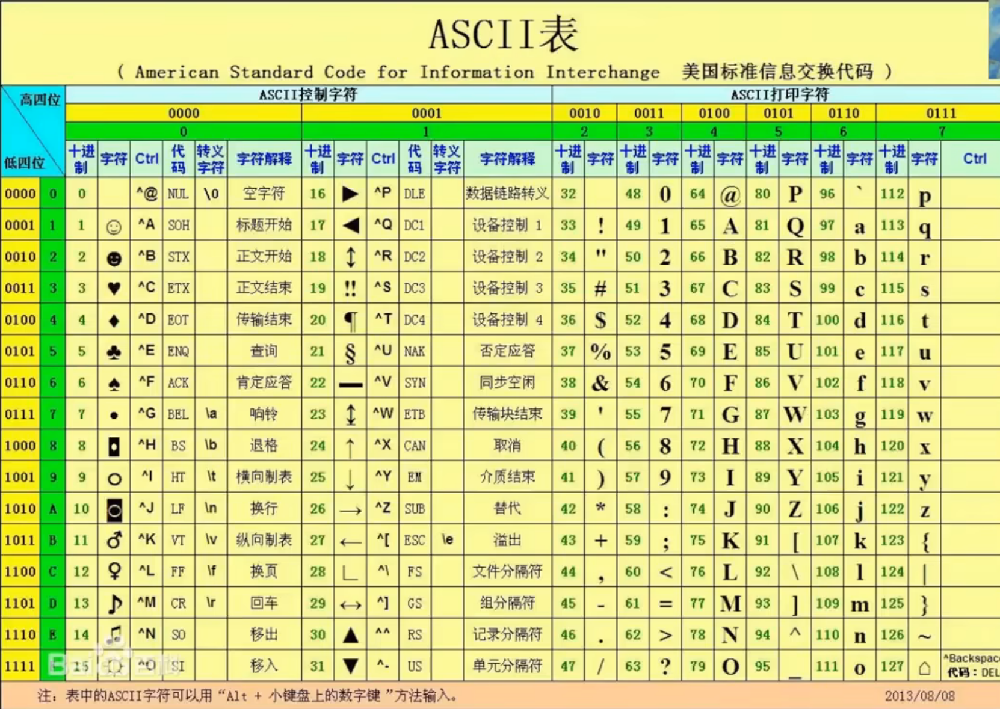 ASCII表
( American Standard Code for Information Interchange 美国标准信息交换代码 )
高四位 ASCII控制字符 ASCII打印字符
0000 0001 0010 0011 0100 0101 0110 0111
0 1 2 3 4 5 6 7
低四位 十进制 字符 Ctrl 代码 转义字符 字符解释 十进制 字符 Ctrl 代码 转义字符 字符解释 十进制 字符 十进制 字符 十进制 字符 十进制 字符 十进制 字符 十进制 字符 Ctrl
0000 0 0 ^@ NUL \0 空字符 16 ► ^P DLE 数据链路转义 32 48 0 64 @ 80 P 96 ` 112 p
0001 1 1 ☺ ^A SOH 标题开始 17 ◄ ^Q DC1 设备控制 1 33 ! 49 1 65 A 81 Q 97 a 113 q
0010 2 2 ☻ ^B STX 正文开始 18 ↕ ^R DC2 设备控制 2 34 " 50 2 66 B 82 R 98 b 114 r
0011 3 3 ♥ ^C ETX 正文结束 19 ‼ ^S DC3 设备控制 3 35 # 51 3 67 C 83 S 99 c 115 s
0100 4 4 ♦ ^D EOT 传输结束 20 ¶ ^T DC4 设备控制 4 36 $ 52 4 68 D 84 T 100 d 116 t
0101 5 5 ♣ ^E ENQ 查询 21 § ^U NAK 否定应答 37 % 53 5 69 E 85 U 101 e 117 u
0110 6 6 ♠ ^F ACK 肯定应答 22 ▬ ^V SYN 同步空闲 38 & 54 6 70 F 86 V 102 f 118 v
0111 7 7 • ^G BEL \a 响铃 23 ↨ ^W ETB 传输块结束 39 ' 55 7 71 G 87 W 103 g 119 w
1000 8 8 ◘ ^H BS \b 退格 24 ↑ ^X CAN 取消 40 ( 56 8 72 H 88 X 104 h 120 x
1001 9 9 ○ ^I HT \t 横向制表 25 ↓ ^Y EM 介质结束 41 ) 57 9 73 I 89 Y 105 i 121 y
1010 A 10 ◙ ^J LF \n 换行 26 → ^Z SUB 替代 42 * 58 : 74 J 90 Z 106 j 122 z
1011 B 11 ♂ ^K VT \v 纵向制表 27 ← ^[ ESC \e 溢出 43 + 59 ; 75 K 91 [ 107 k 123 {
1100 C 12 ♀ ^L FF \f 换页 28 ∟ ^\ FS 文件分隔符 44 , 60 < 76 L 92 \ 108 l 124 |
1101 D 13 ♪ ^M CR \r 回车 29 ↔ ^] GS 组分隔符 45 - 61 = 77 M 93 ] 109 m 125 }
1110 E 14 ♫ ^N SO 移出 30 ▲ ^^ RS 记录分隔符 46 . 62 > 78 N 94 ^ 110 n 126 ~
1111 15 ☼ ^O SI 移入 31 ▼ ^- US 单元分隔符 47 / 63 ? 79 O 95 _ 111 o 127 ⌂ ^Backspace
代码：DEL
Bai 百科
注：表中的ASCII字符可以用“Alt + 小键盘上的数字键”方法输入。 2013/08/08